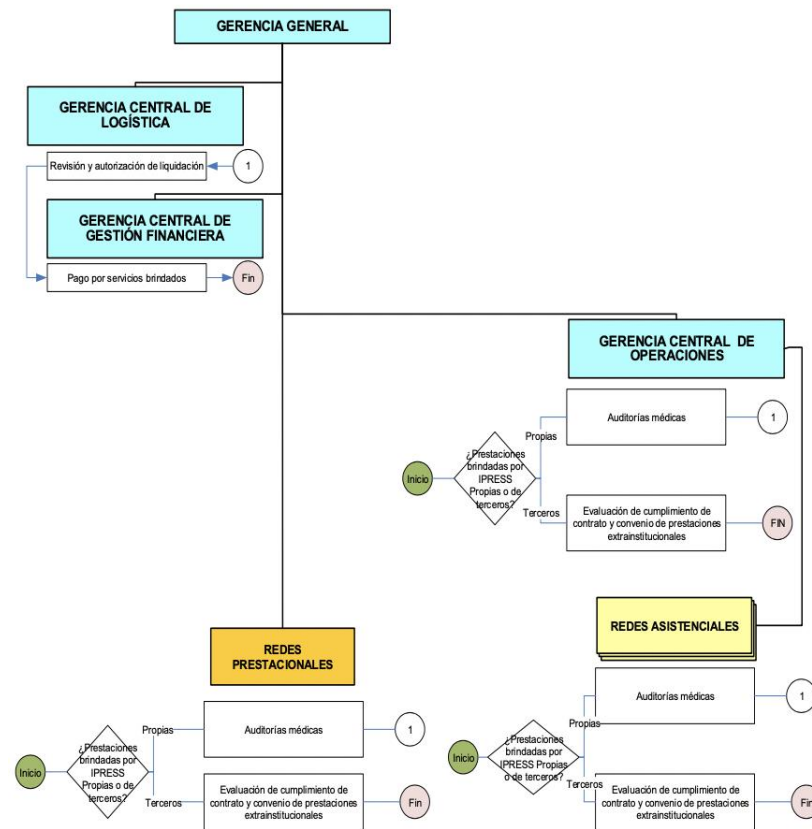 GERENCIA GENERAL
GERENCIA CENTRAL DE
LOGÍSTICA
Revisión y autorización de liquidación
1
GERENCIA CENTRAL DE
GESTIÓN FINANCIERA
Pago por servicios brindados
Fin
GERENCIA CENTRAL DE
OPERACIONES
Inicio
¿Prestaciones
brindadas por
IPRESS
Propias o de
terceros?
Propias
Auditorías médicas
1
Terceros
Evaluación de cumplimiento de
contrato y convenio de prestaciones
extrainstitucionales
FIN
REDES
PRESTACIONALES
Inicio
¿Prestaciones
brindadas por
IPRESS
Propias o de
terceros?
Propias
Auditorías médicas
1
Terceros
Evaluación de cumplimiento de
contrato y convenio de prestaciones
extrainstitucionales
Fin
REDES ASISTENCIALES
Inicio
¿Prestaciones
brindadas por
IPRESS Propias
o de terceros?
Propias
Auditorías médicas
1
Terceros
Evaluación de cumplimiento de
contrato y convenio de prestaciones
extrainstitucionales
Fin